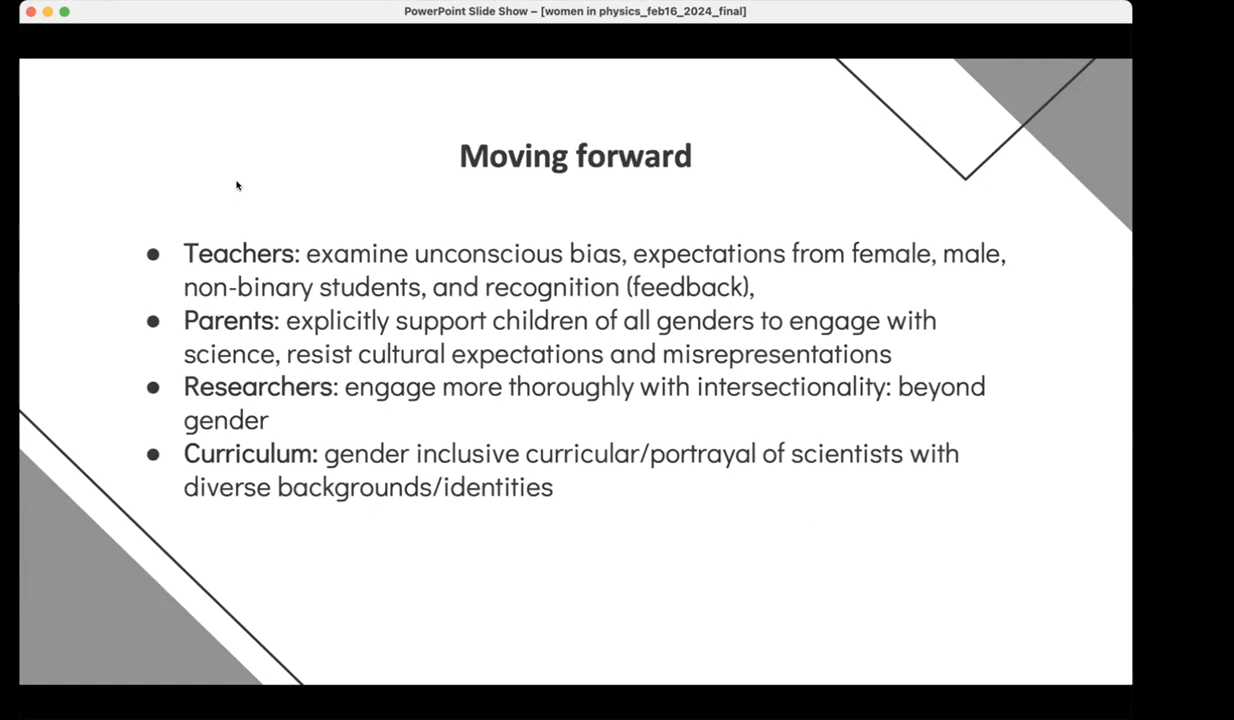 PowerPoint Slide Show – [women in physics_feb16_2024_final]
Moving forward
● Teachers: examine unconscious bias, expectations from female, male,
non-binary students, and recognition (feedback),
● Parents: explicitly support children of all genders to engage with
science, resist cultural expectations and misrepresentations
● Researchers: engage more thoroughly with intersectionality: beyond
gender
● Curriculum: gender inclusive curricular/portrayal of scientists with
diverse backgrounds/identities